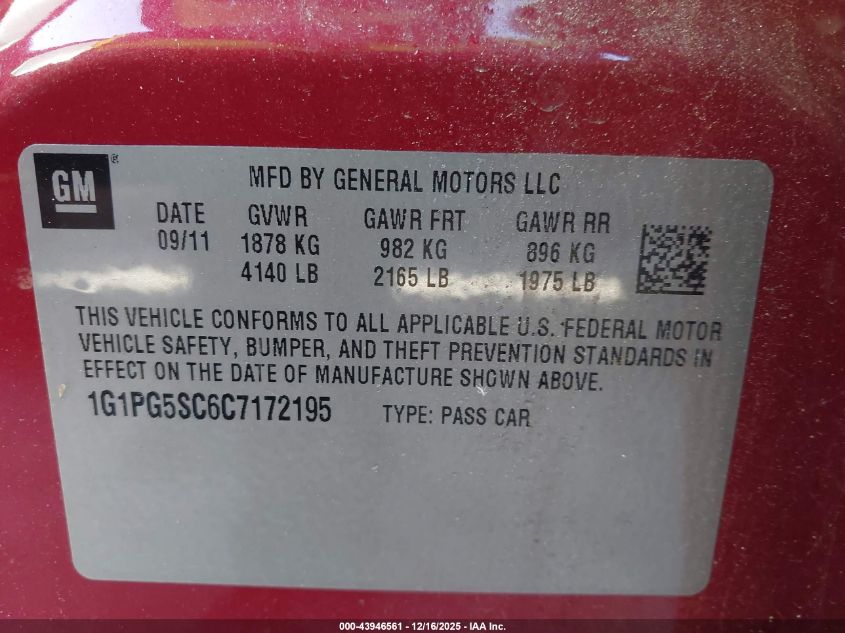 GM®
MFD BY GENERAL MOTORS LLC
DATE GVWR GAWR FRT GAWR RR
09/11 1878 KG 982 KG 896 KG
4140 LB 2165 LB 1975 LB
THIS VEHICLE CONFORMS TO ALL APPLICABLE U.S. FEDERAL MOTOR
VEHICLE SAFETY, BUMPER, AND THEFT PREVENTION STANDARDS IN
EFFECT ON THE DATE OF MANUFACTURE SHOWN ABOVE.
1G1PG5SC6C7172195 TYPE: PASS CAR
000-43946561 - 12/16/2025 - IAA Inc.